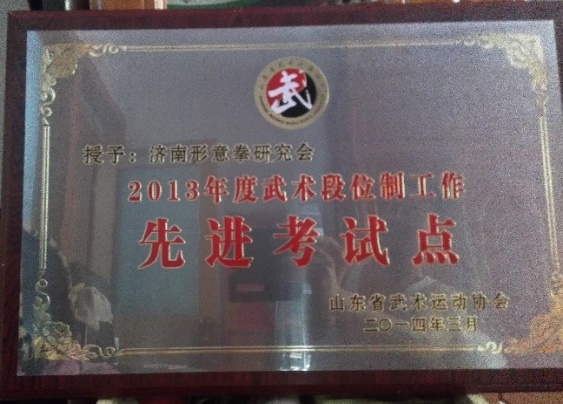 武
授予：济南形意拳研究会
2013年度武术段位制工作
先进考试点
山东省武术运动协会
二〇一四年三月